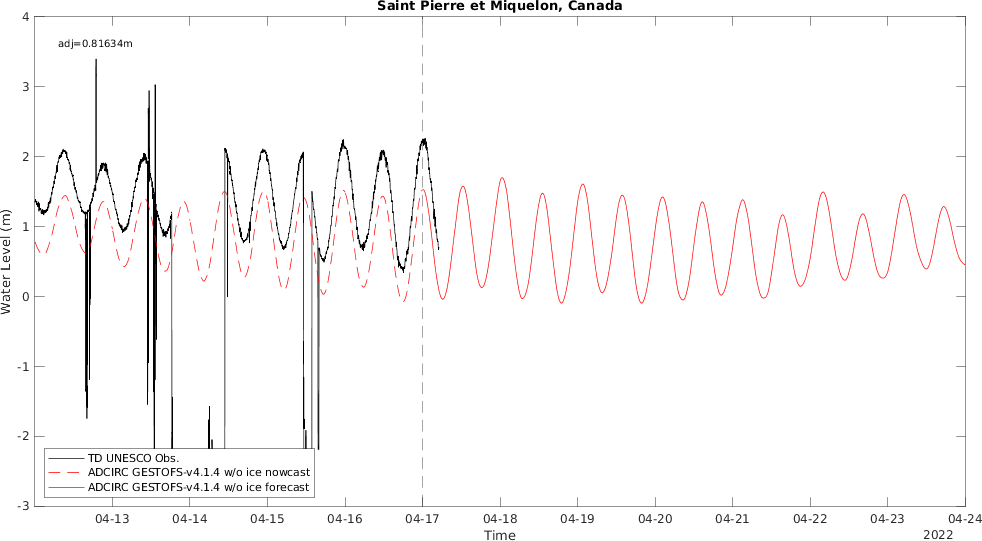 Saint Pierre et Miquelon, Canada
adj=0.81634m
4
3
2
1
0
-1
-2
-3
Water Level (m)
TD UNESCO Obs.
ADCIRC GESTOFS-v4.1.4 w/o ice nowcast
ADCIRC GESTOFS-v4.1.4 w/o ice forecast
04-13 04-14 04-15 04-16 04-17 04-18 04-19 04-20 04-21 04-22 04-23 04-24
Time
2022